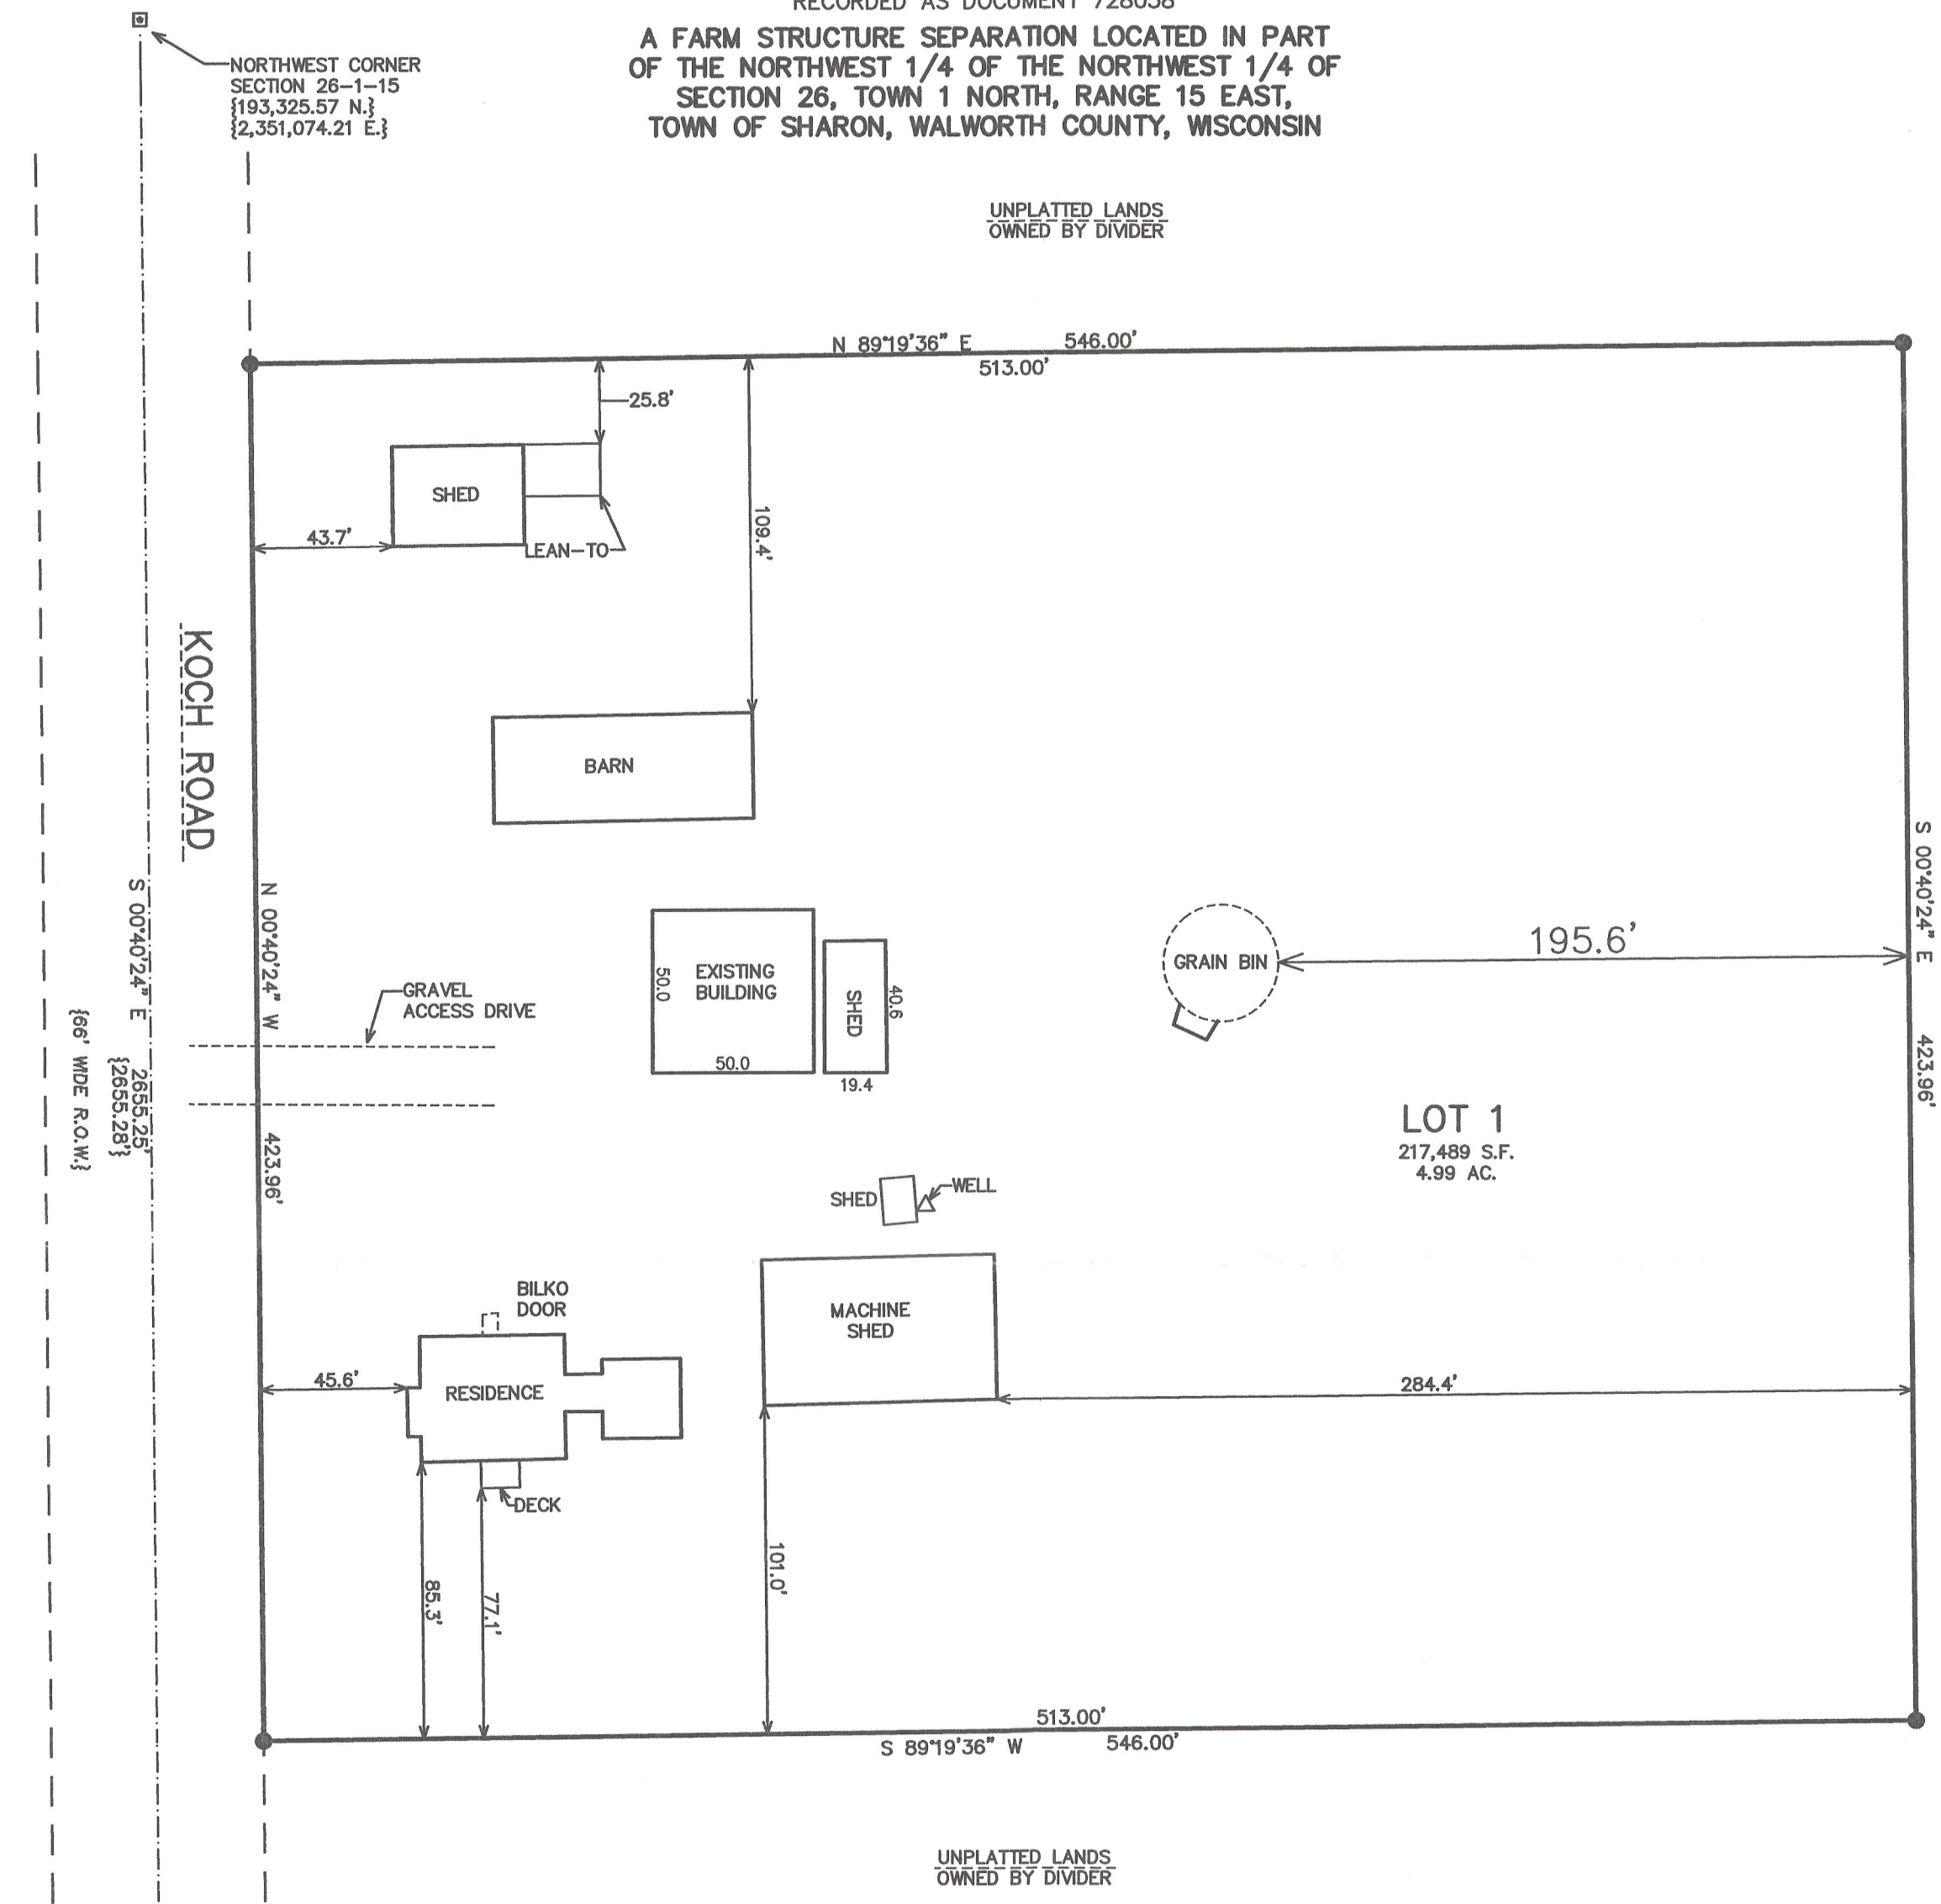 RECORDED AS DOCUMENT 728058
A FARM STRUCTURE SEPARATION LOCATED IN PART
OF THE NORTHWEST 1/4 OF THE NORTHWEST 1/4 OF
SECTION 26, TOWN 1 NORTH, RANGE 15 EAST,
TOWN OF SHARON, WALWORTH COUNTY, WISCONSIN
NORTHWEST CORNER
SECTION 26-1-15
{193,325.57 N.}
{2,351,074.21 E.}
UNPLATTED LANDS
OWNED BY DIVIDER
N 89°19'36" E 546.00'
513.00'
25.8'
SHED
43.7'
LEAN-TO
109.4'
KOCH ROAD
BARN
S 00°40'24" E 2655.25'
{2655.28'}
{66' WIDE R.O.W.}
N 00°40'24" W 423.96'
GRAVEL
ACCESS DRIVE
50.0
EXISTING
BUILDING
50.0
SHED
40.6
19.4
GRAIN BIN
195.6'
S 00°40'24" E 423.96'
LOT 1
217,489 S.F.
4.99 AC.
SHED
WELL
BILKO
DOOR
MACHINE
SHED
45.6'
RESIDENCE
284.4'
DECK
85.3'
77.1'
101.0'
513.00'
S 89°19'36" W 546.00'
UNPLATTED LANDS
OWNED BY DIVIDER